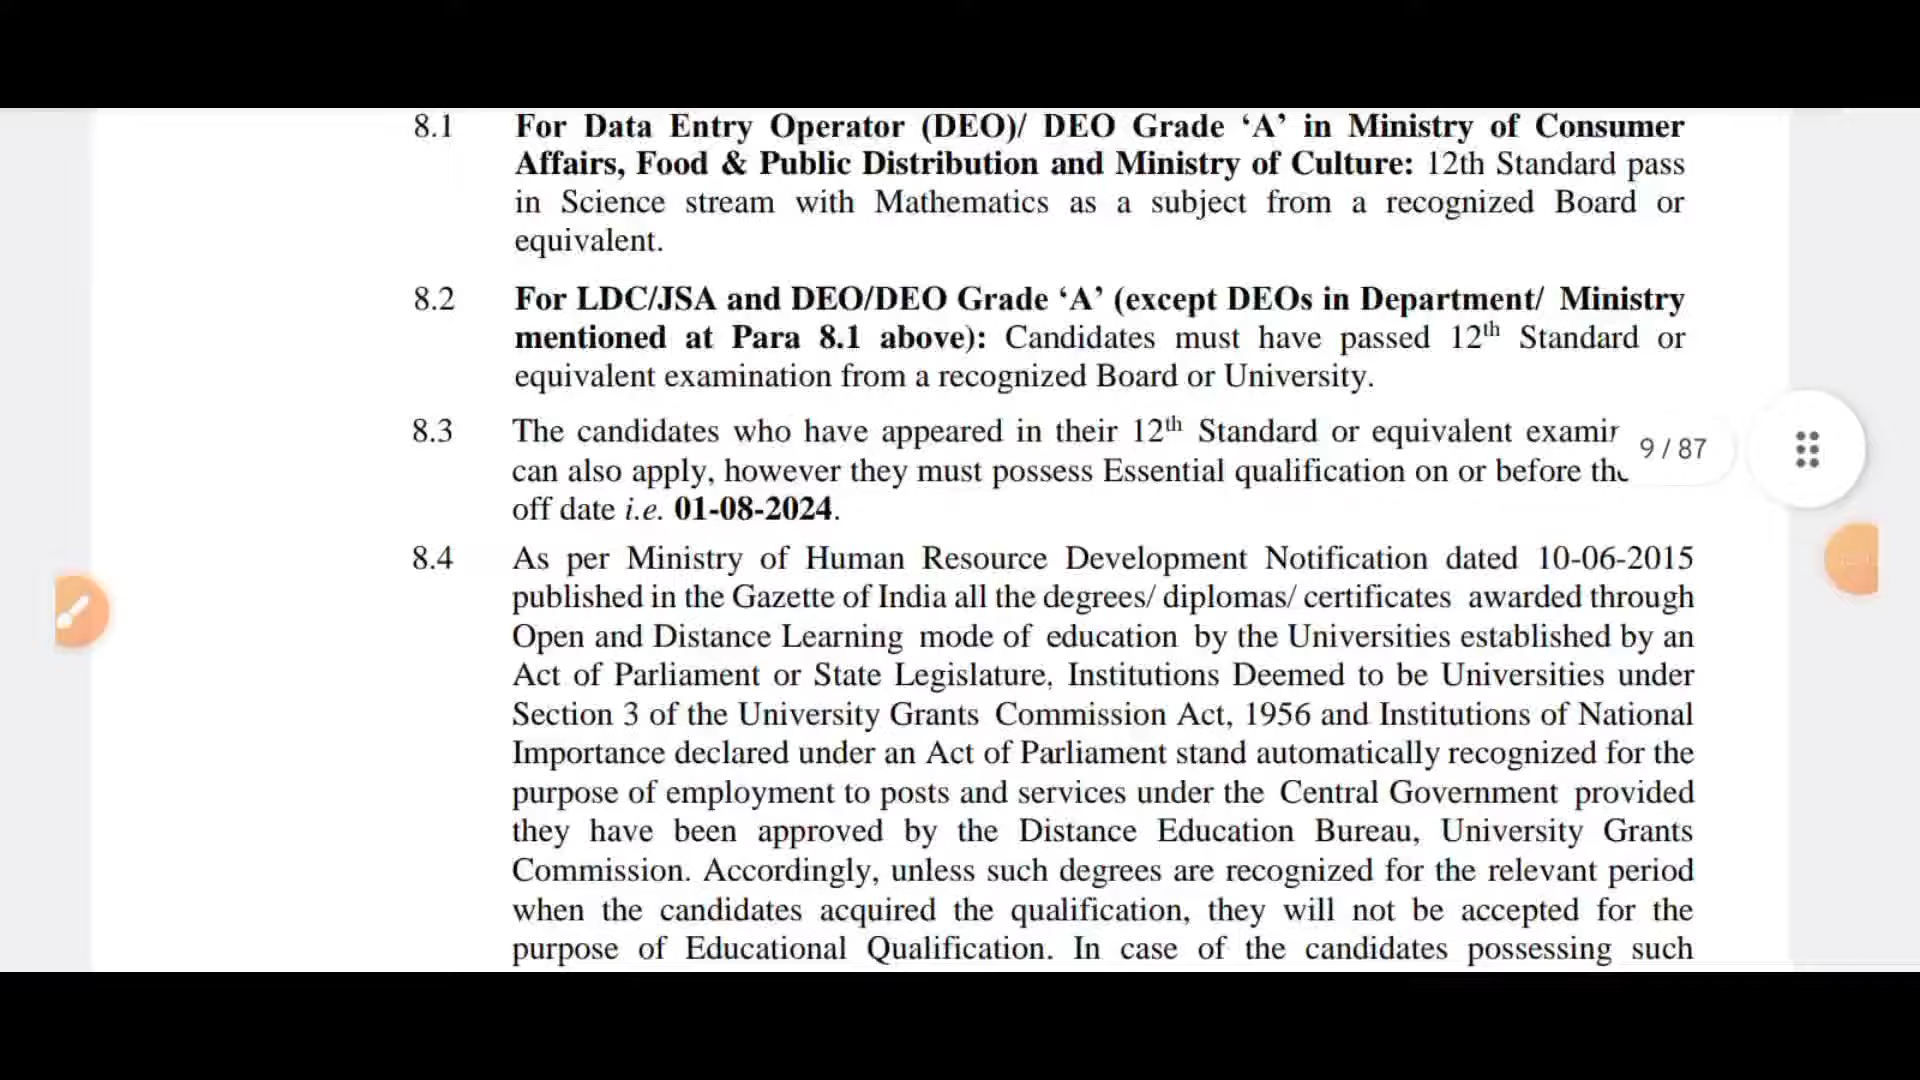 8.1 For Data Entry Operator (DEO)/ DEO Grade ‘A’ in Ministry of Consumer
Affairs, Food & Public Distribution and Ministry of Culture: 12th Standard pass
in Science stream with Mathematics as a subject from a recognized Board or
equivalent.
8.2 For LDC/JSA and DEO/DEO Grade ‘A’ (except DEOs in Department/ Ministry
mentioned at Para 8.1 above): Candidates must have passed 12th Standard or
equivalent examination from a recognized Board or University.
8.3 The candidates who have appeared in their 12th Standard or equivalent
can also apply, however they must possess Essential qualification on or before
off date i.e. 01-08-2024.
9 / 87
8.4 As per Ministry of Human Resource Development Notification dated 10-06-2015
published in the Gazette of India all the degrees/ diplomas/ certificates awarded through
Open and Distance Learning mode of education by the Universities established by an
Act of Parliament or State Legislature, Institutions Deemed to be Universities under
Section 3 of the University Grants Commission Act, 1956 and Institutions of National
Importance declared under an Act of Parliament stand automatically recognized for the
purpose of employment to posts and services under the Central Government provided
they have been approved by the Distance Education Bureau, University Grants
Commission. Accordingly, unless such degrees are recognized for the relevant period
when the candidates acquired the qualification, they will not be accepted for the
purpose of Educational Qualification. In case of the candidates possessing such